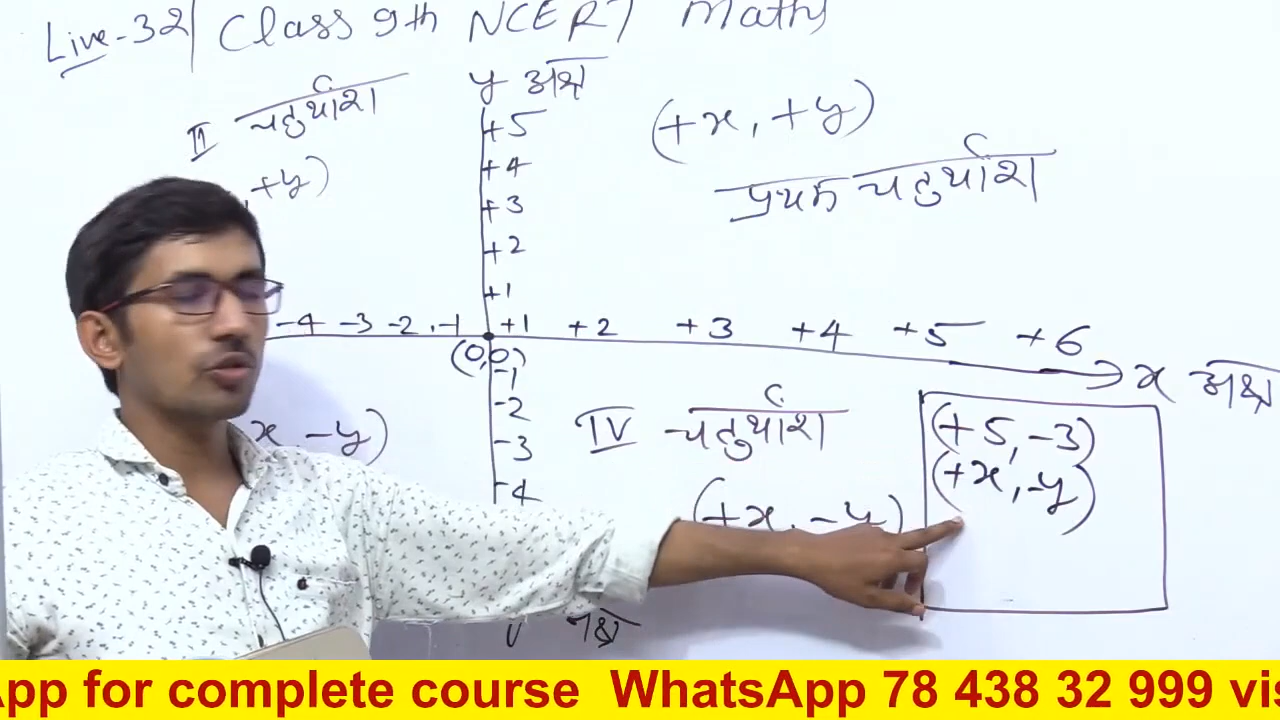 Live-32 | Class 9th NCERT Maths
II चतुर्थांश
, +y)
y अक्ष
(+x, +y)
प्रथम चतुर्थांश
+5
+4
+3
+2
+1
-4 -3 -2 -1 +1 +2 +3 +4 +5 +6
x अक्ष
(0,0)
-1
-2
-3
-4
x, -y)
IV चतुर्थांश
(+x, -y)
(+5, -3)
(+x, -y)
App for complete course WhatsApp 78 438 32 999 vis